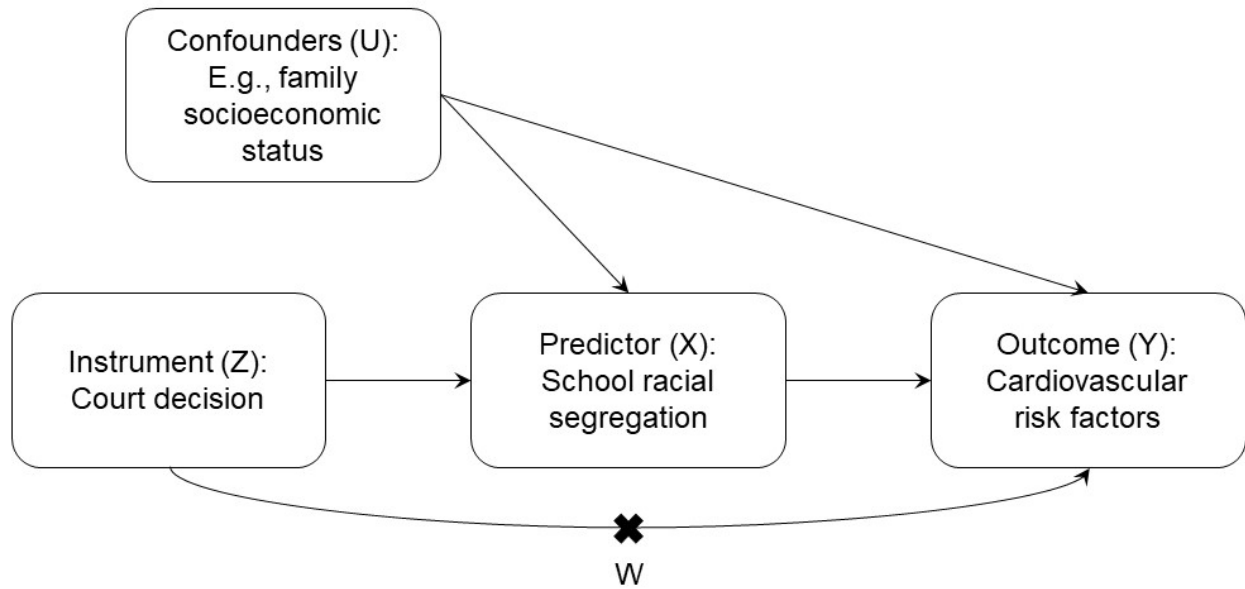 Confounders (U):
E.g., family
socioeconomic
status
Instrument (Z):
Court decision
Predictor (X):
School racial
segregation
Outcome (Y):
Cardiovascular
risk factors
W